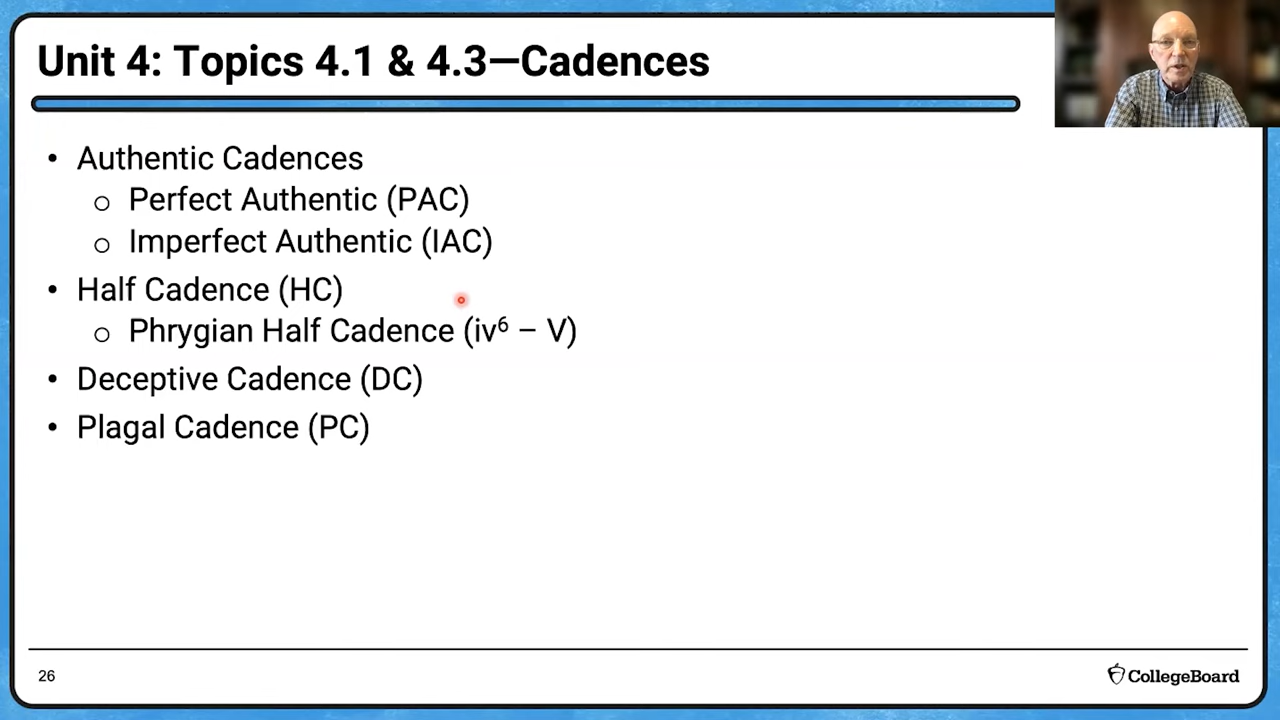 Unit 4: Topics 4.1 & 4.3—Cadences
• Authentic Cadences
o Perfect Authentic (PAC)
o Imperfect Authentic (IAC)
• Half Cadence (HC)
o Phrygian Half Cadence (iv⁶ – V)
• Deceptive Cadence (DC)
• Plagal Cadence (PC)
26
CollegeBoard